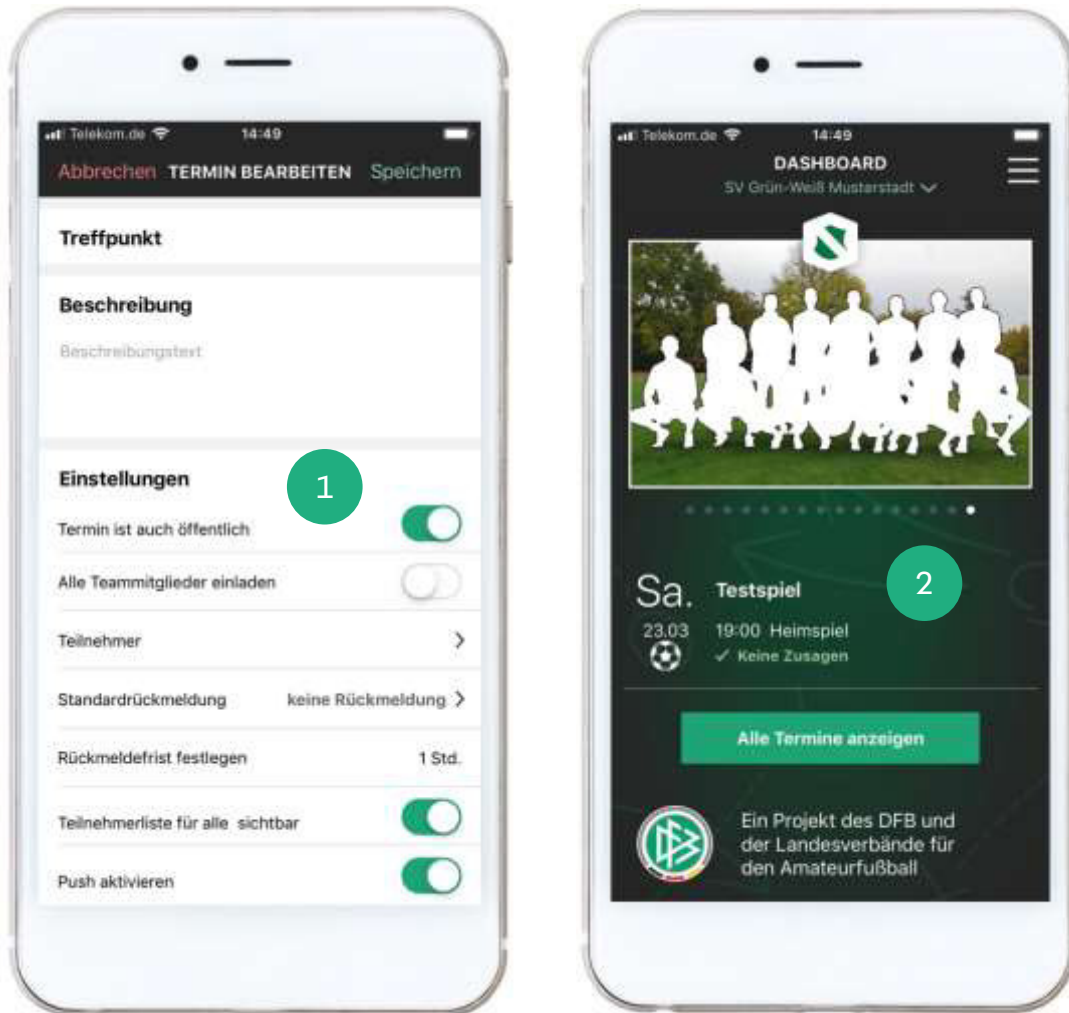 Telekom.de 14:49
Abbrechen TERMIN BEARBEITEN Speichern
Treffpunkt
Beschreibung
Beschreibungstext
Einstellungen
1
Termin ist auch öffentlich
Alle Teammitglieder einladen
Teilnehmer
Standardrückmeldung keine Rückmeldung
Rückmeldefrist festlegen 1 Std.
Teilnehmerliste für alle sichtbar
Push aktivieren
Telekom.de 14:49
DASHBOARD
SV Grün-Weiß Musterstadt
2
Sa. Testspiel
23.03 19:00 Heimspiel
Keine Zusagen
Alle Termine anzeigen
DFB
Ein Projekt des DFB und
der Landesverbände für
den Amateurfußball